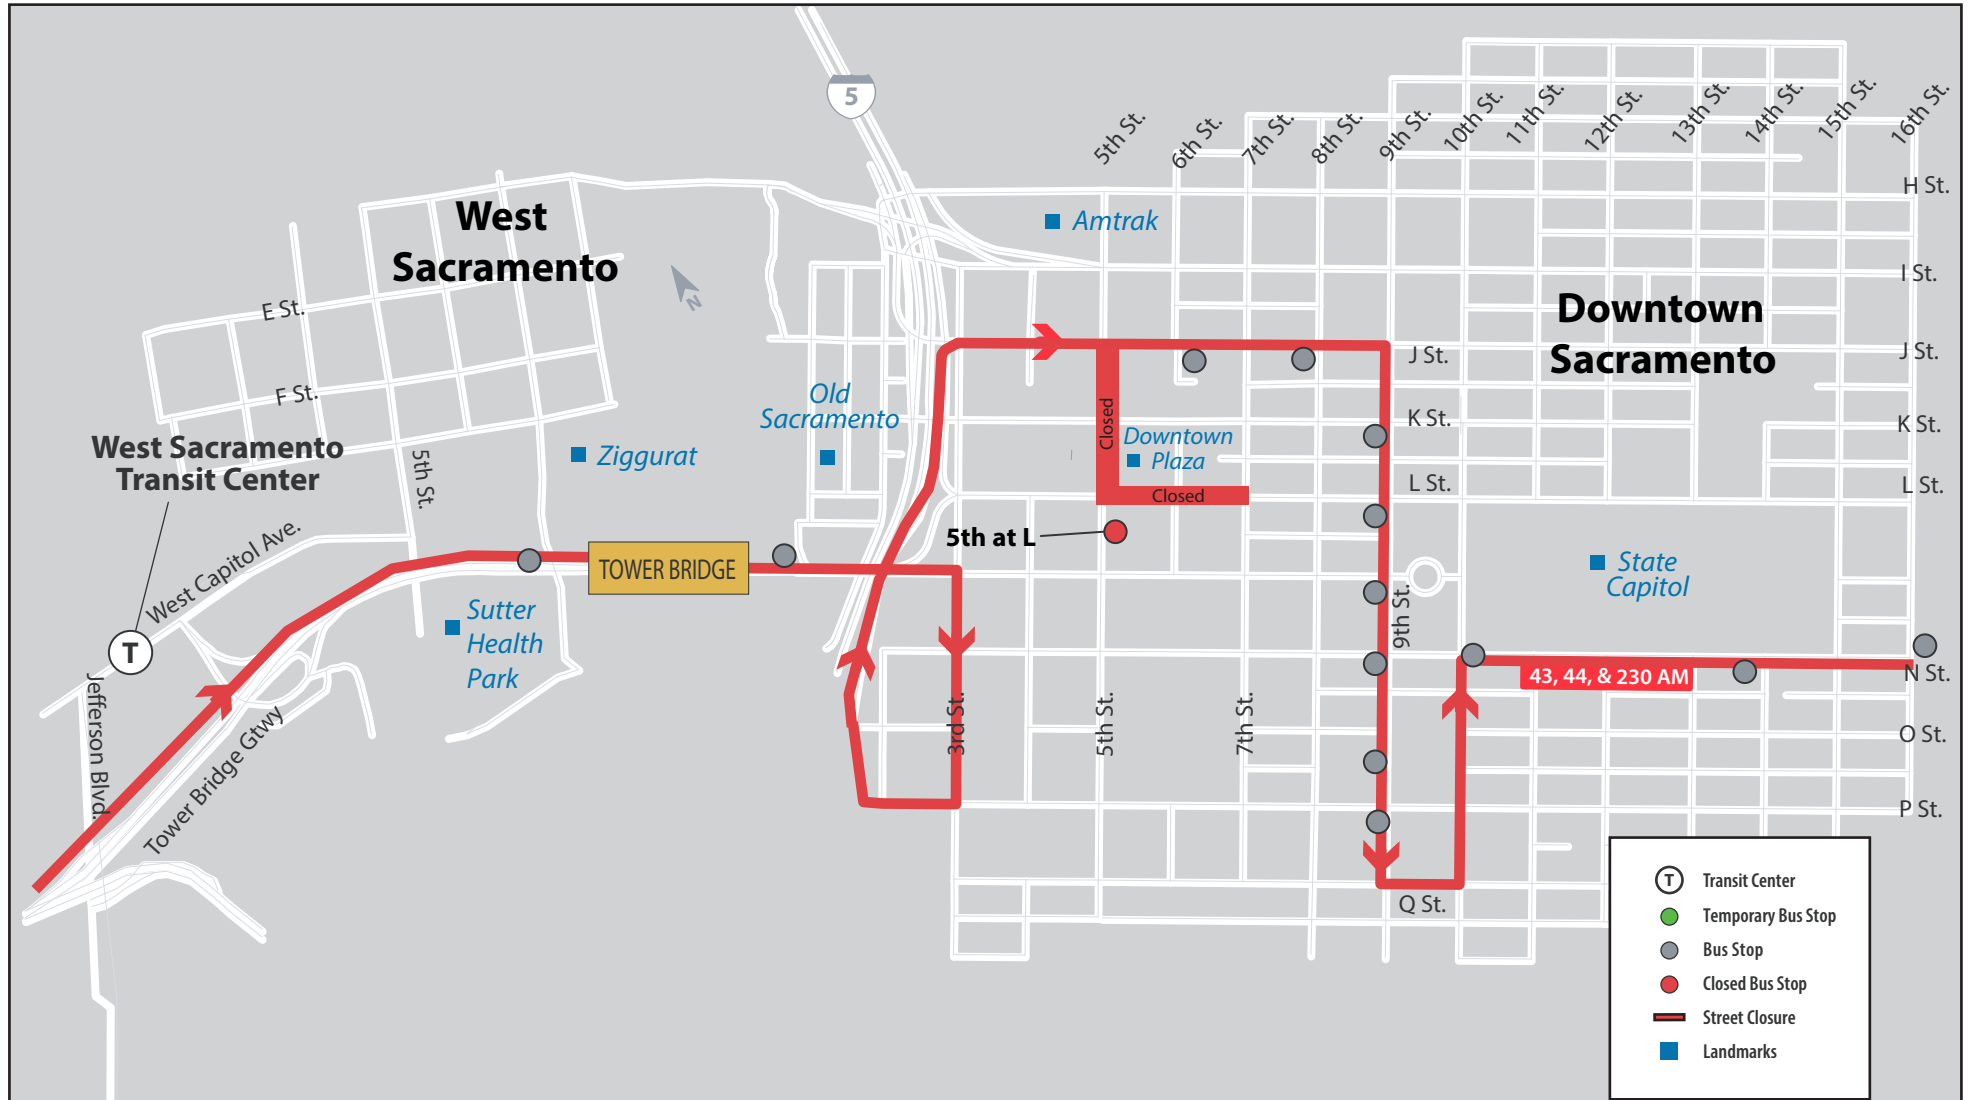 5
5th St.
6th St.
7th St.
8th St.
9th St.
10th St.
11th St.
12th St.
13th St.
14th St.
15th St.
16th St.
H St.
West
Sacramento
Amtrak
N
I St.
E St.
Downtown
Sacramento
J St.
J St.
F St.
Old
Sacramento
Closed
Downtown
Plaza
K St.
K St.
West Sacramento
Transit Center
5th St.
Ziggurat
L St.
L St.
Closed
5th at L
West Capitol Ave.
TOWER BRIDGE
State
Capitol
9th St.
Sutter
Health
Park
T
43, 44, & 230 AM
N St.
Jefferson Blvd.
Tower Bridge Gtwy
3rd St.
5th St.
7th St.
O St.
P St.
Q St.
T Transit Center
Temporary Bus Stop
Bus Stop
Closed Bus Stop
Street Closure
Landmarks